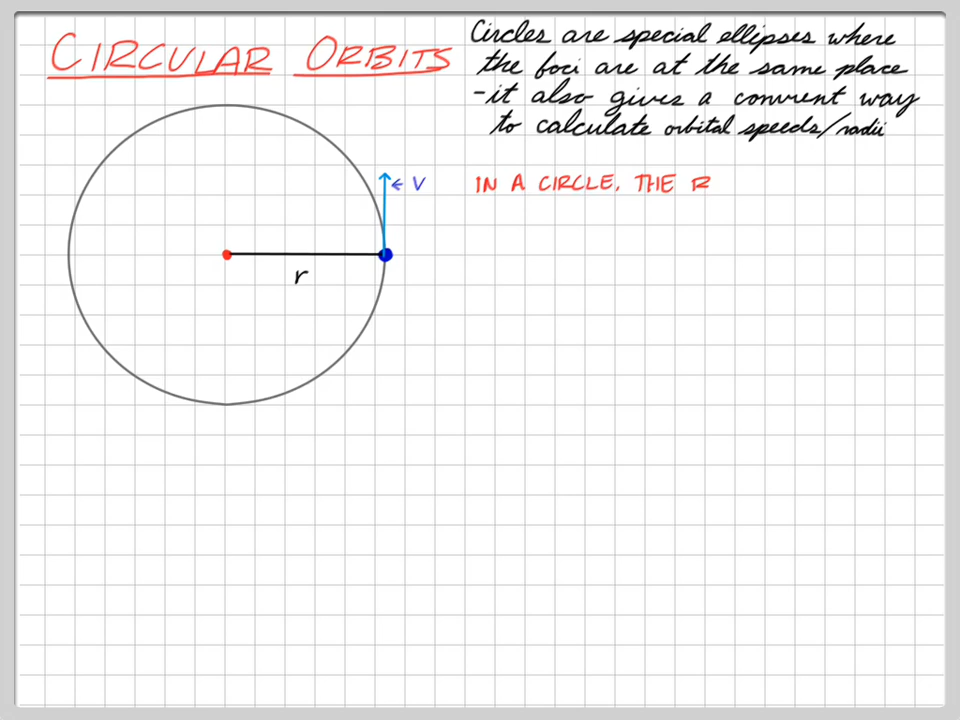 CIRCULAR ORBITS
Circles are special ellipses where
the foci are at the same place
-it also gives a convient way
to calculate orbital speeds/radii
← V
IN A CIRCLE, THE R
r